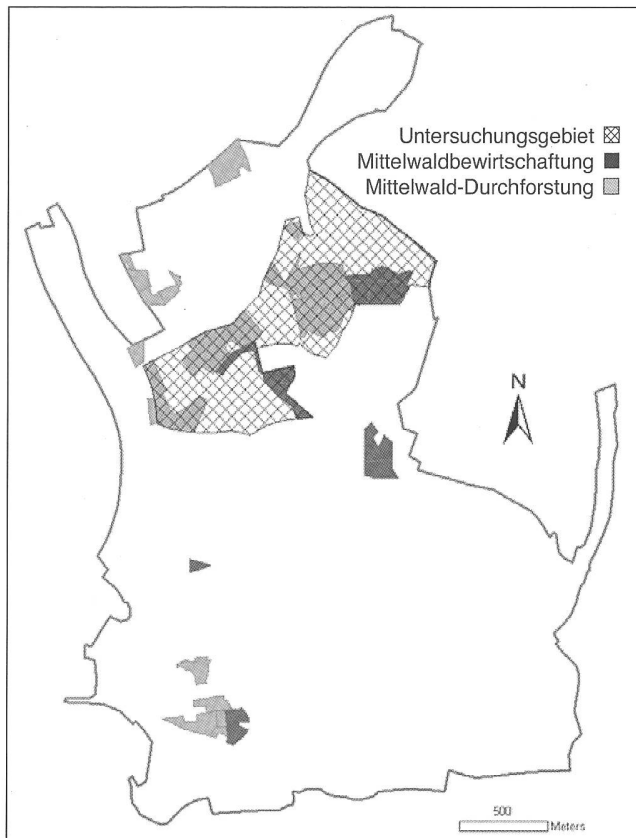 Untersuchungsgebiet
Mittelwaldbewirtschaftung
Mittelwald-Durchforstung
N
500
Meters